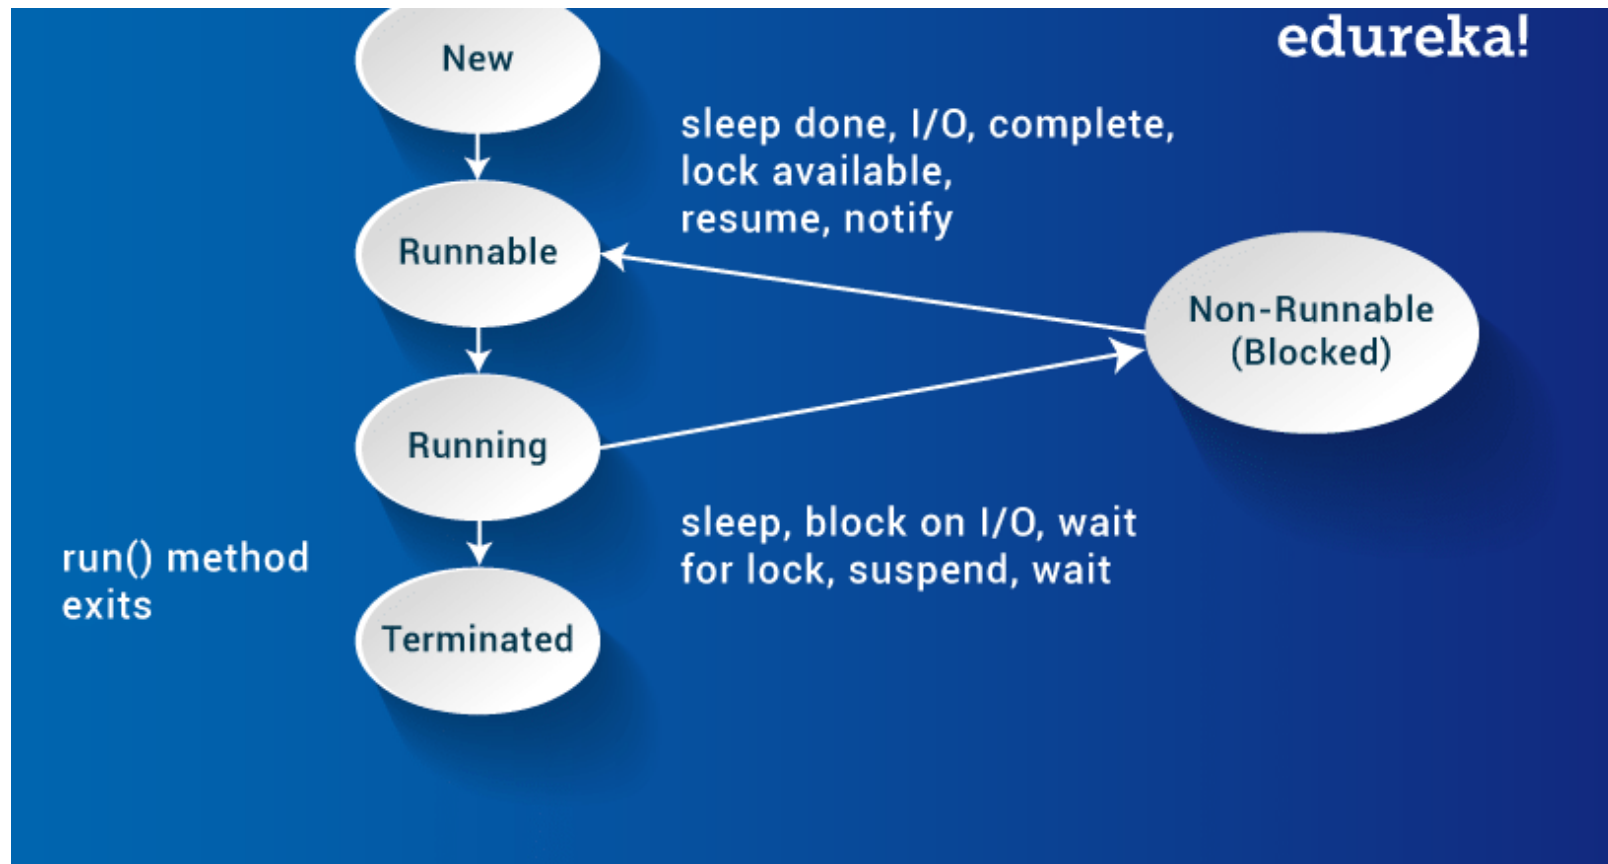 edureka!
New
sleep done, I/O, complete,
lock available,
resume, notify
Runnable
Non-Runnable
(Blocked)
Running
sleep, block on I/O, wait
for lock, suspend, wait
run() method
exits
Terminated